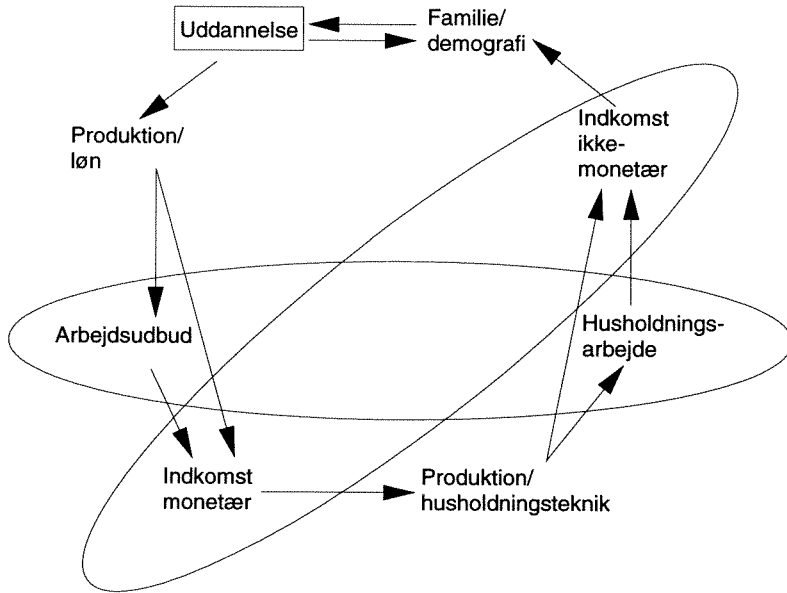 Uddannelse
Familie/
demografi
Produktion/
løn
Indkomst
ikke-
monetær
Arbejdsudbud
Husholdnings-
arbejde
Indkomst
monetær
Produktion/
husholdningsteknik